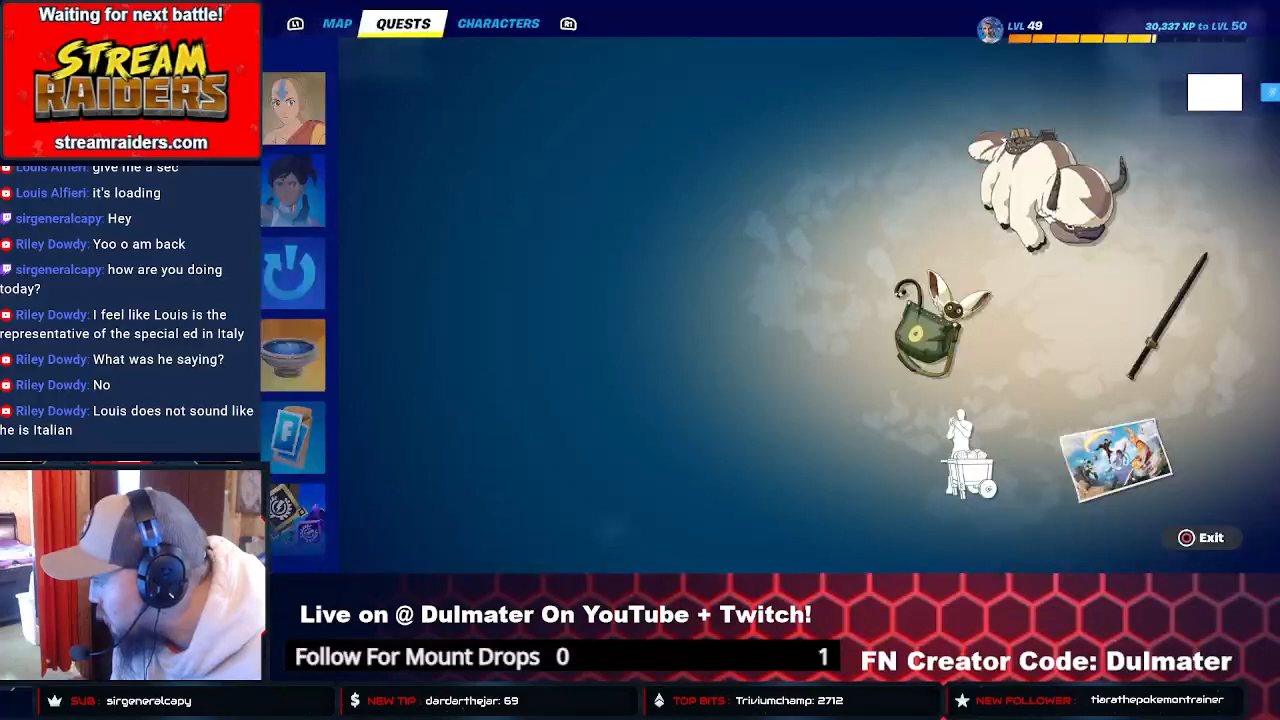 Waiting for next battle!
STREAM
RAIDERS
streamraiders.com
MAP
QUESTS
CHARACTERS
LVL 49
30,337 XP to LVL 50
Louis Alfieri: give me a sec
Louis Alfieri: it's loading
sirgeneralcapy: Hey
Riley Dowdy: Yoo o am back
sirgeneralcapy: how are you doing
today?
Riley Dowdy: I feel like Louis is the
representative of the special ed in Italy
Riley Dowdy: What was he saying?
Riley Dowdy: No
Riley Dowdy: Louis does not sound like
he is Italian
F
Exit
Live on @ Dulmater On YouTube + Twitch!
Follow For Mount Drops 0 1
FN Creator Code: Dulmater
SUB: sirgeneralcapy
NEW TIP: dardarthejar: 69
TOP BITS: Triviumchamp: 2712
NEW FOLLOWER: tiarathepokemontrainer